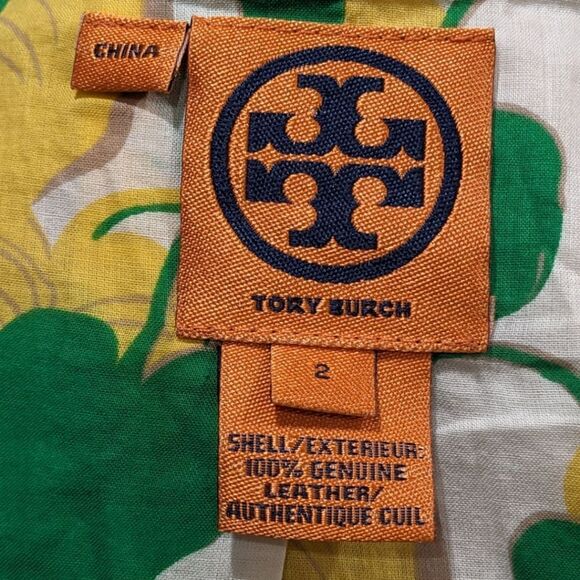 CHINA
TORY BURCH
2
SHELL/EXTERIEUR:
100% GENUINE
LEATHER/
AUTHENTIQUE CUIL